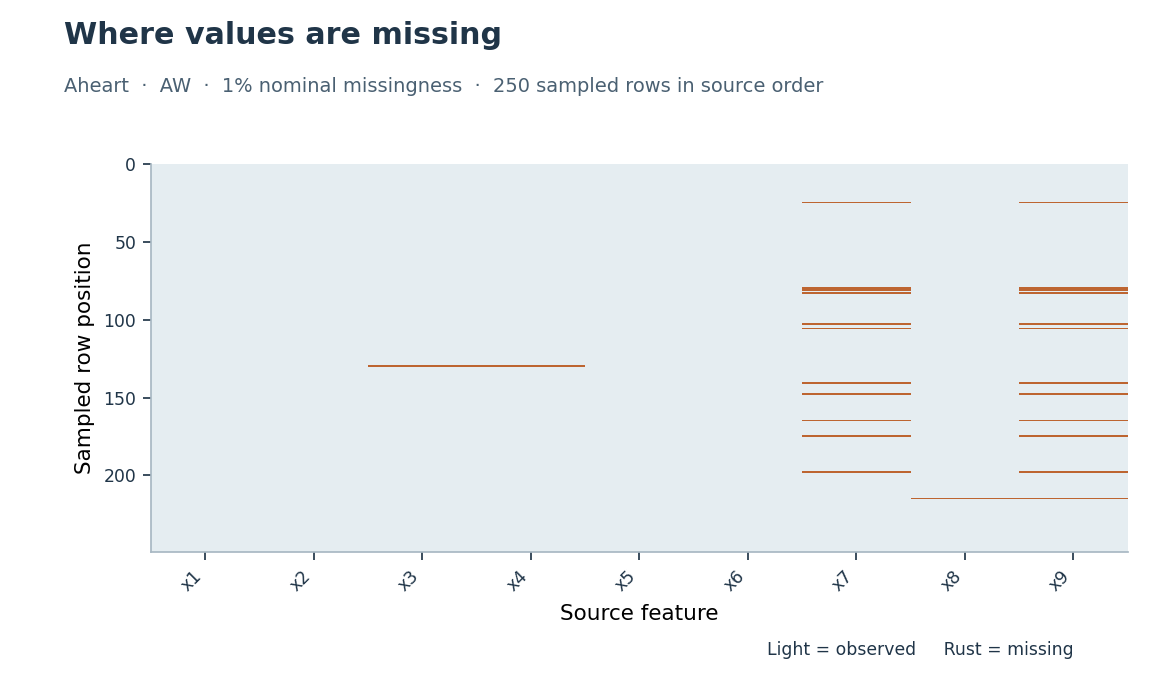 Where values are missing
Aheart · AW · 1% nominal missingness · 250 sampled rows in source order
0
50
100
150
200
Sampled row position
x1 x2 x3 x4 x5 x6 x7 x8 x9
Source feature
Light = observed Rust = missing